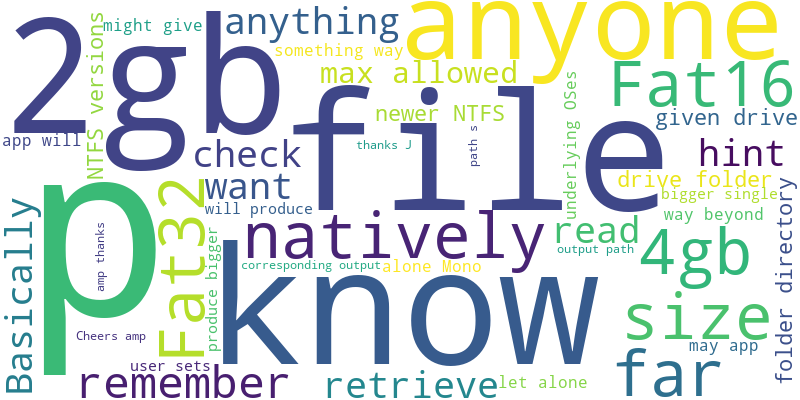 might give
anything
anyone
something way
2gb
NTFS versions
max allowed
underlying OSes
Fat16
file
newer NTFS
given drive
app will
check
thanks J
path s
hint
want
drive folder
p
Fat32
bigger single
will produce
way beyond
Basically
natively
read
folder directory
amp thanks
produce bigger
know
output path
4gb
corresponding output
alone Mono
size
Cheers amp
far
may app
user sets
remember
retrieve
let alone